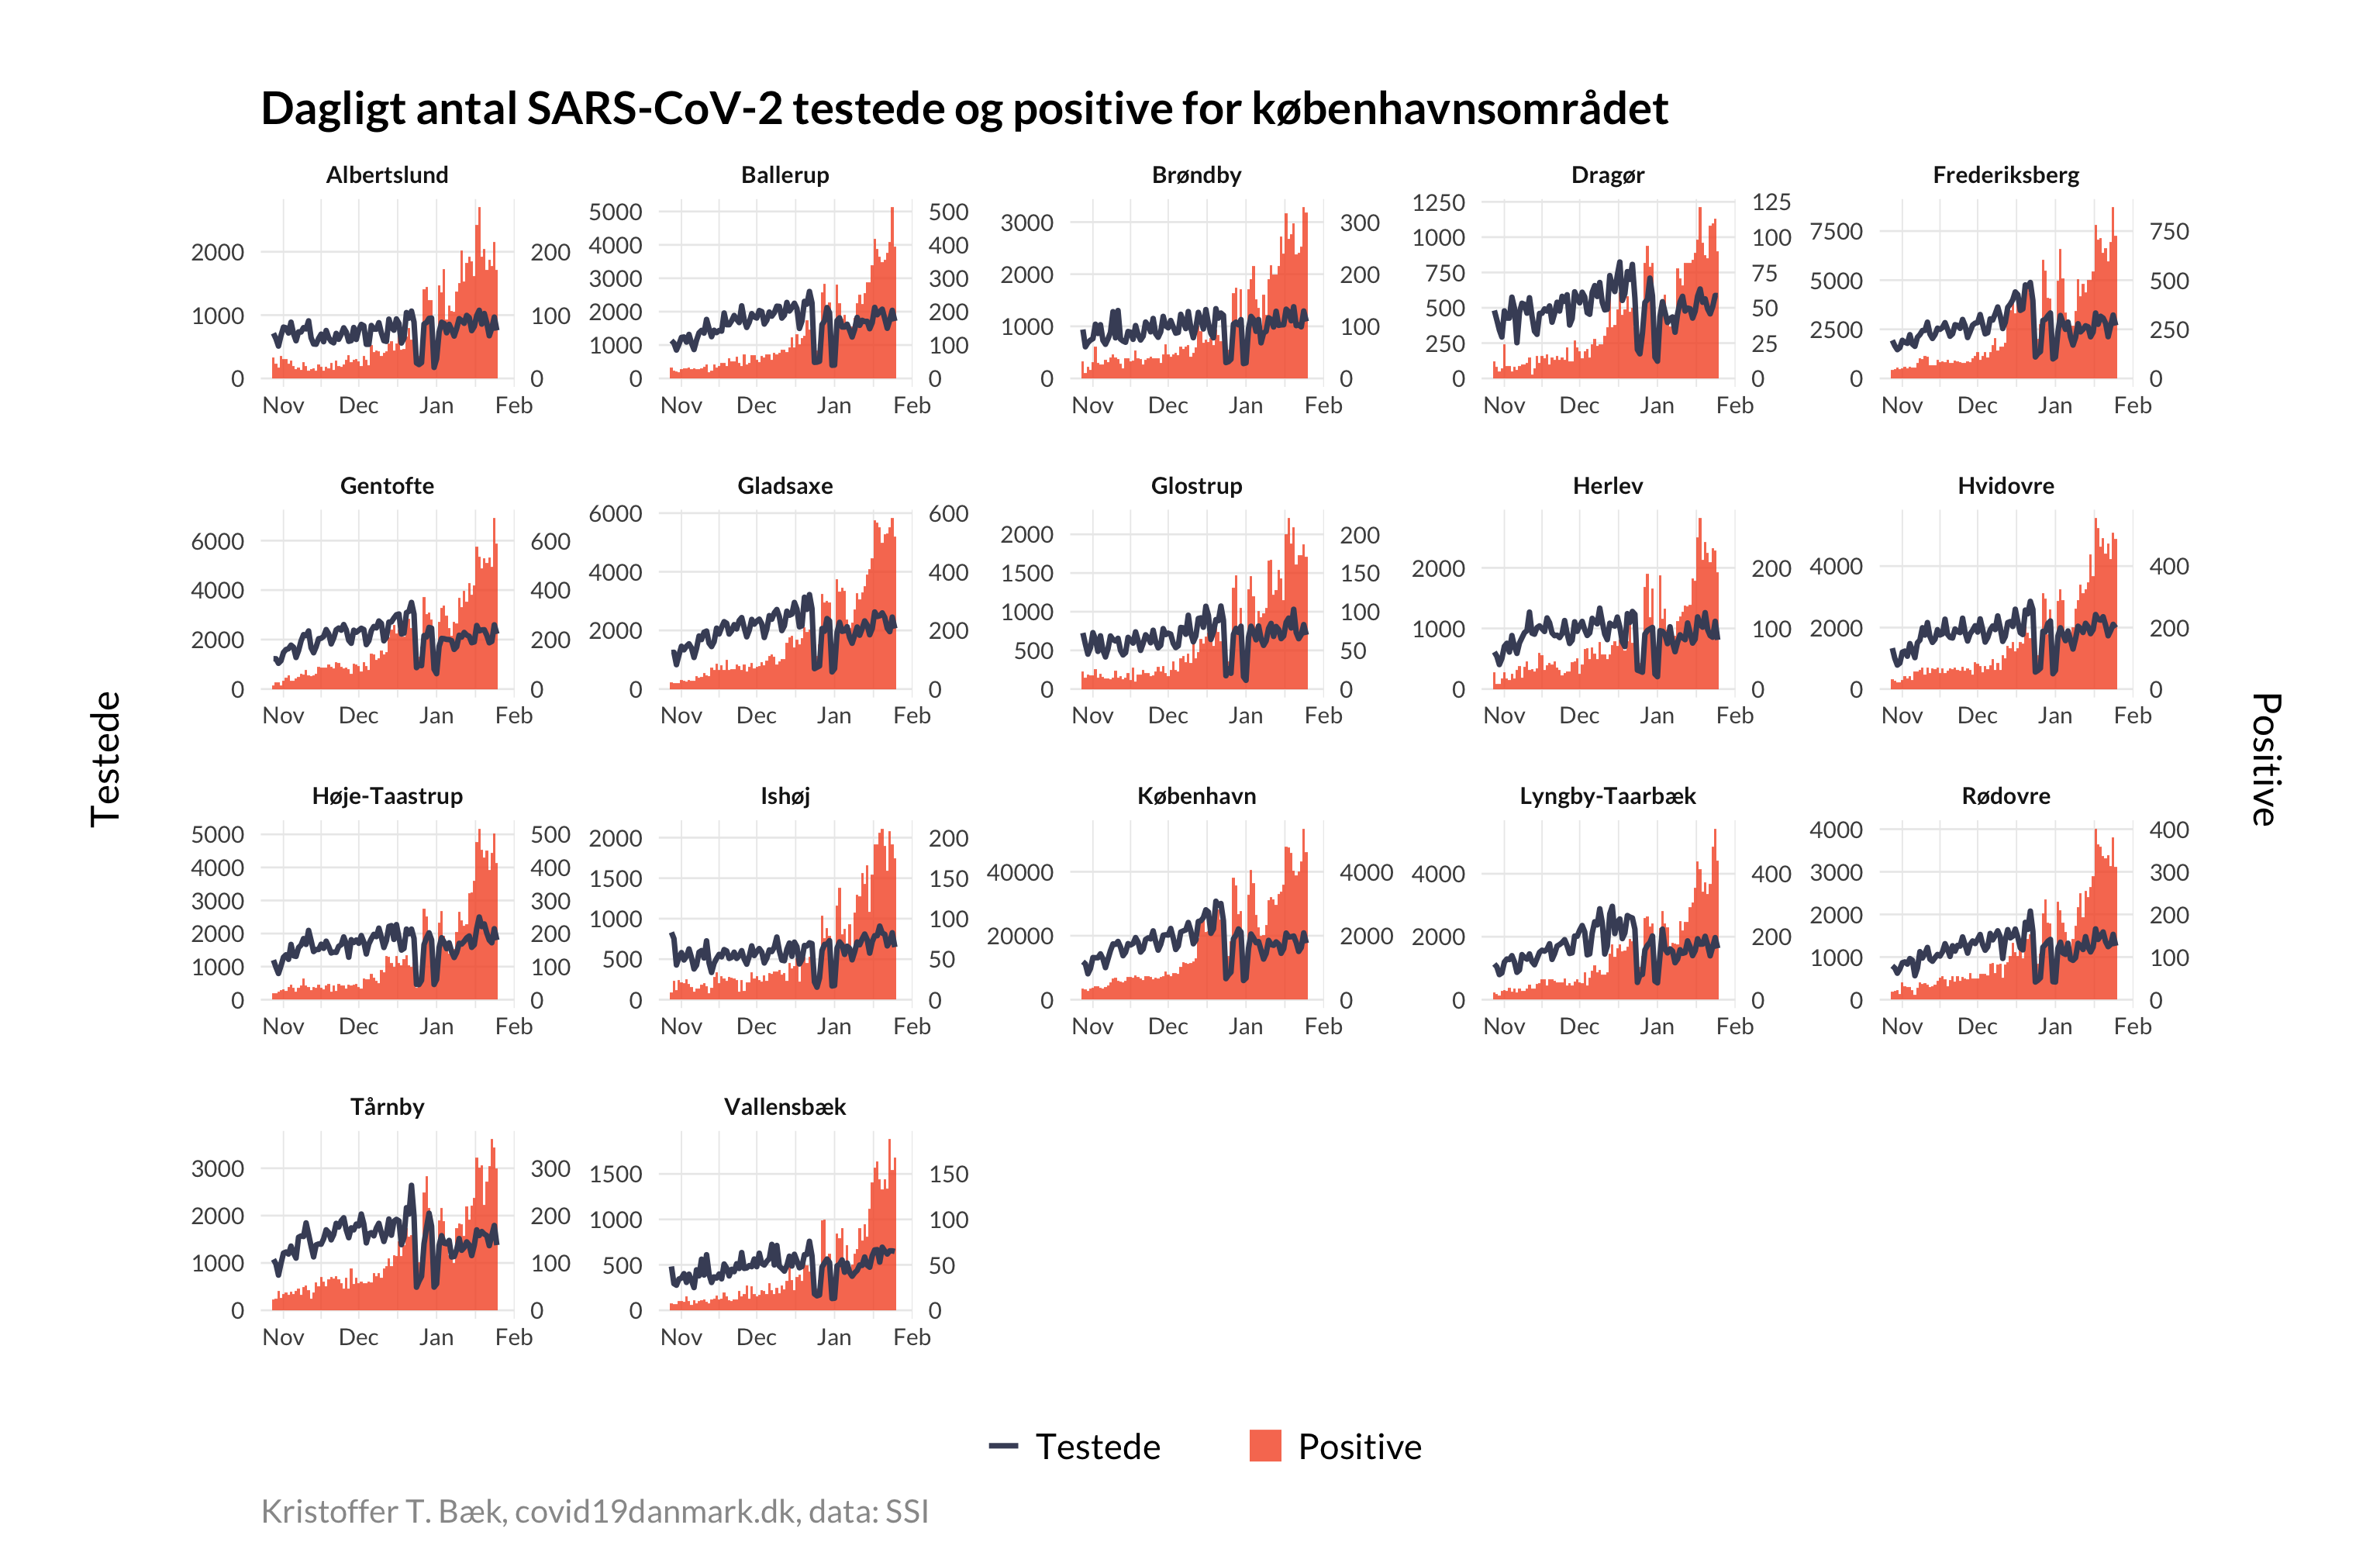 Dagligt antal SARS-CoV-2 testede og positive for københavnsområdet
Albertslund Ballerup Brøndby Dragør Frederiksberg
2000 1000 0 200 100 0
5000 4000 3000 2000 1000 0 500 400 300 200 100 0
3000 2000 1000 0 300 200 100 0
1250 1000 750 500 250 0 125 100 75 50 25 0
7500 5000 2500 0 750 500 250 0
Nov Dec Jan Feb Nov Dec Jan Feb Nov Dec Jan Feb Nov Dec Jan Feb Nov Dec Jan Feb
Gentofte Gladsaxe Glostrup Herlev Hvidovre
6000 4000 2000 0 600 400 200 0
6000 4000 2000 0 600 400 200 0
2000 1500 1000 500 0 200 150 100 50 0
2000 1000 0 200 100 0
4000 2000 0 400 200 0
Nov Dec Jan Feb Nov Dec Jan Feb Nov Dec Jan Feb Nov Dec Jan Feb Nov Dec Jan Feb
Testede
Positive
Høje-Taastrup Ishøj København Lyngby-Taarbæk Rødovre
5000 4000 3000 2000 1000 0 500 400 300 200 100 0
2000 1500 1000 500 0 200 150 100 50 0
40000 20000 0 4000 2000 0
4000 2000 0 400 200 0
4000 3000 2000 1000 0 400 300 200 100 0
Nov Dec Jan Feb Nov Dec Jan Feb Nov Dec Jan Feb Nov Dec Jan Feb Nov Dec Jan Feb
Tårnby Vallensbæk
3000 2000 1000 0 300 200 100 0
1500 1000 500 0 150 100 50 0
Nov Dec Jan Feb Nov Dec Jan Feb
Testede Positive
Kristoffer T. Bæk, covid19danmark.dk, data: SSI